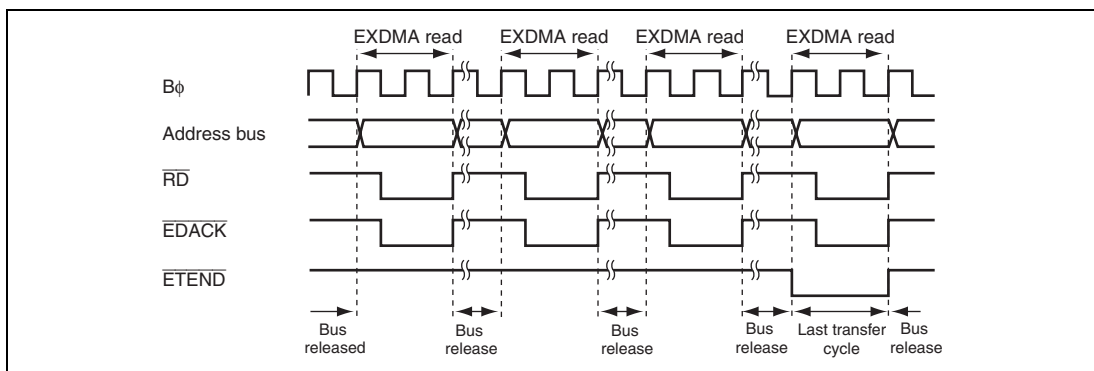 EXDMA read EXDMA read EXDMA read EXDMA read
Bϕ
Address bus
RD
EDACK
ETEND
Bus released
Bus release
Bus release
Bus release
Last transfer cycle
Bus release